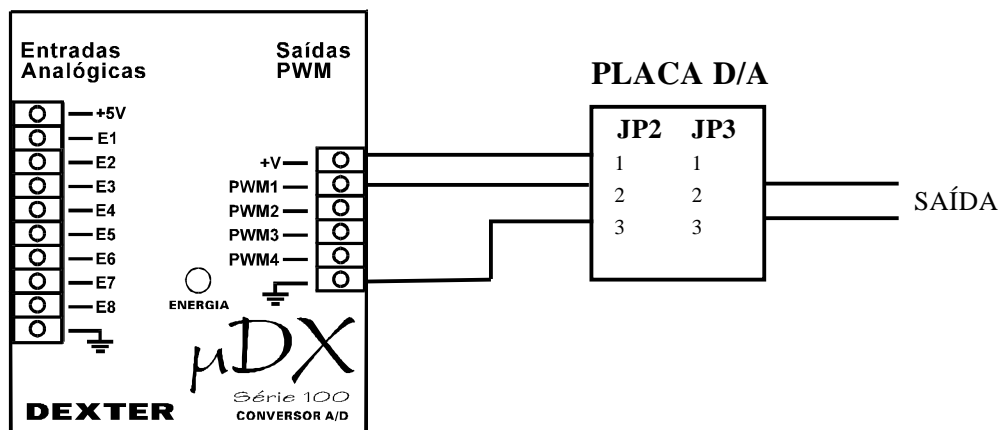 Entradas
Analógicas
+5V
E1
E2
E3
E4
E5
E6
E7
E8
Saídas
PWM
+V
PWM1
PWM2
PWM3
PWM4
ENERGIA
µDX
Série 100
CONVERSOR A/D
DEXTER
PLACA D/A
JP2 JP3
1 1
2 2
3 3
SAÍDA